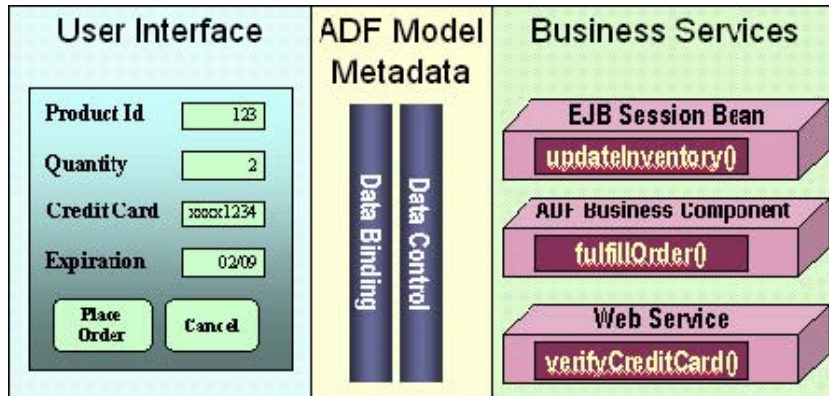 User Interface
Product Id 123
Quantity 2
Credit Card xxxx1234
Expiration 02/09
Place
Order
Cancel
ADF Model
Metadata
Data Binding
Data Control
Business Services
EJB Session Bean
updateInventory()
ADF Business Component
fulfillOrder()
Web Service
verifyCreditCard()